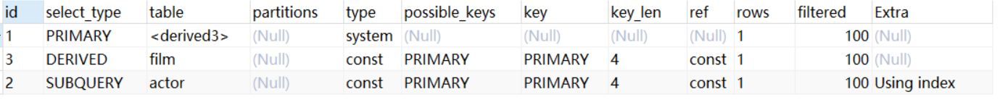 id select_type table partitions type possible_keys key key_len ref rows filtered Extra
1 PRIMARY <derived3> (Null) system (Null) (Null) (Null) (Null) 1 100 (Null)
3 DERIVED film (Null) const PRIMARY PRIMARY 4 const 1 100 (Null)
2 SUBQUERY actor (Null) const PRIMARY PRIMARY 4 const 1 100 Using index